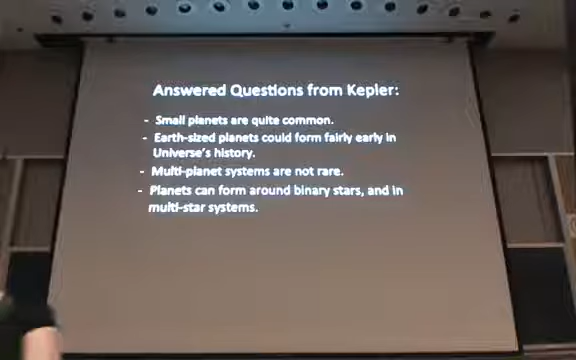 Answered Questions from Kepler:
- Small planets are quite common.
- Earth-sized planets could form fairly early in
Universe's history.
- Multi-planet systems are not rare.
- Planets can form around binary stars, and in
multi-star systems.